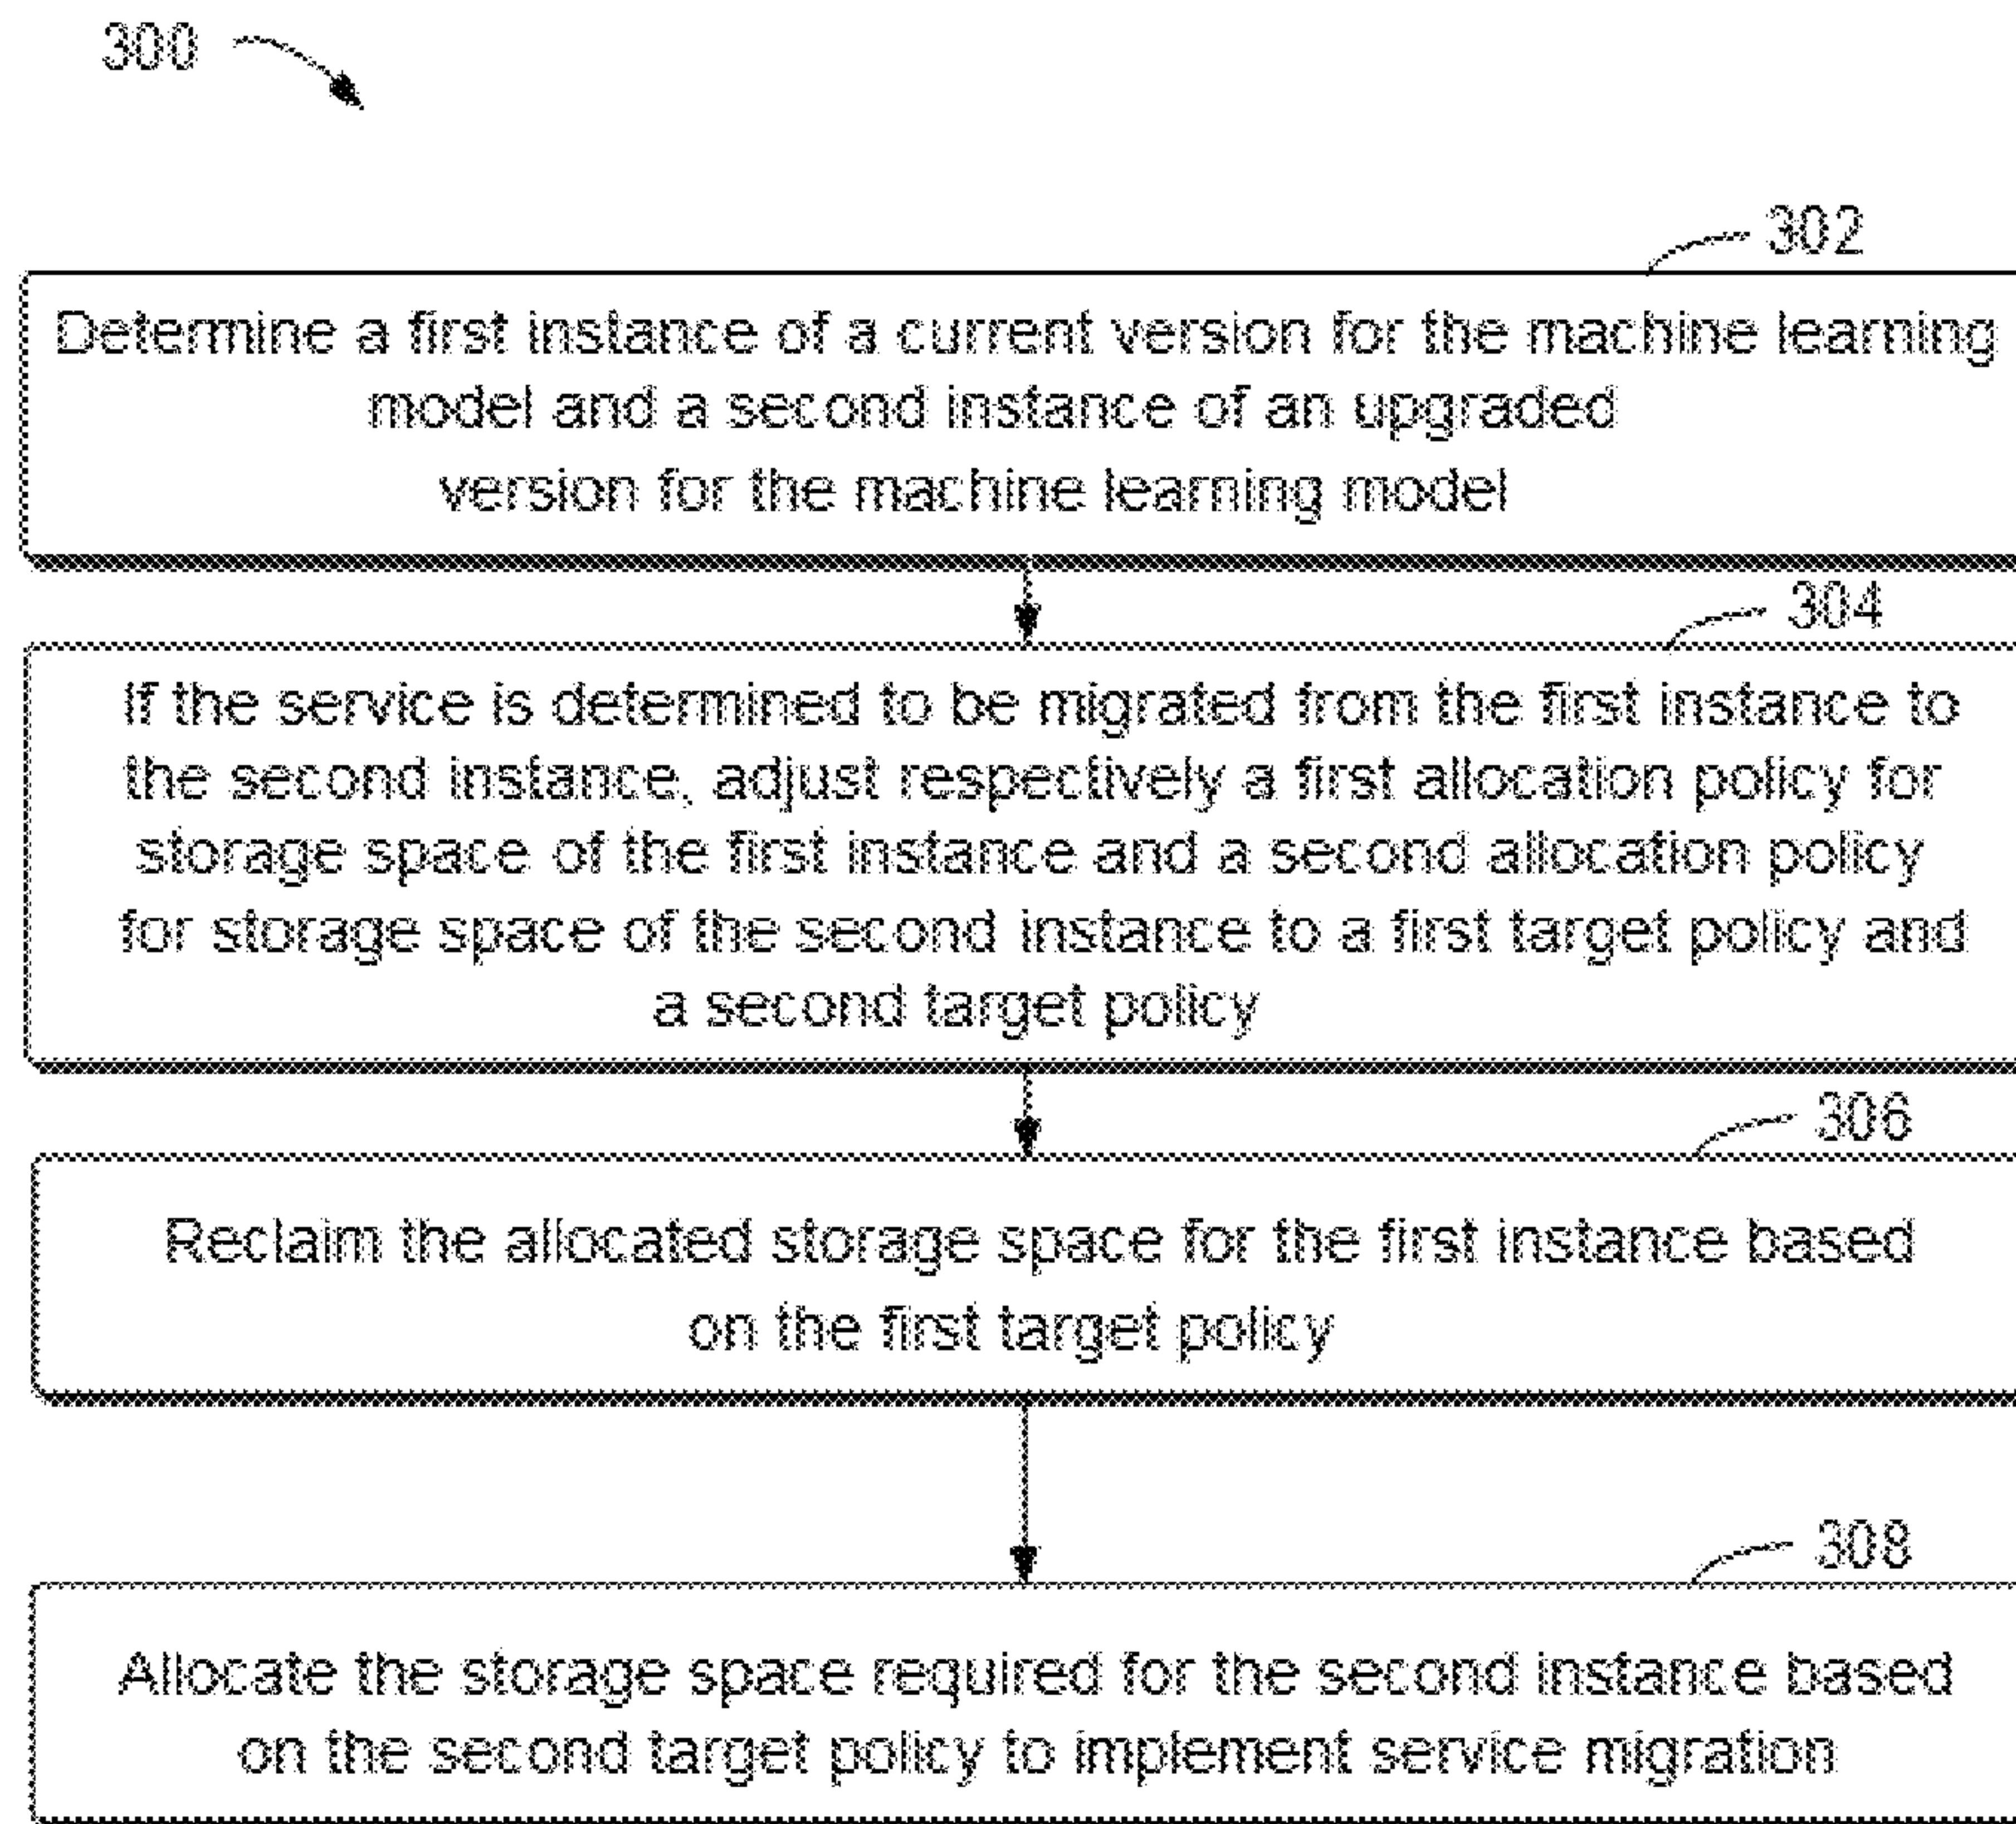 300
302
Determine a first instance of a current version for the machine learning
model and a second instance of an upgraded
version for the machine learning model
304
If the service is determined to be migrated from the first instance to
the second instance, adjust respectively a first allocation policy for
storage space of the first instance and a second allocation policy
for storage space of the second instance to a first target policy and
a second target policy
306
Reclaim the allocated storage space for the first instance based
on the first target policy
308
Allocate the storage space required for the second instance based
on the second target policy to implement service migration